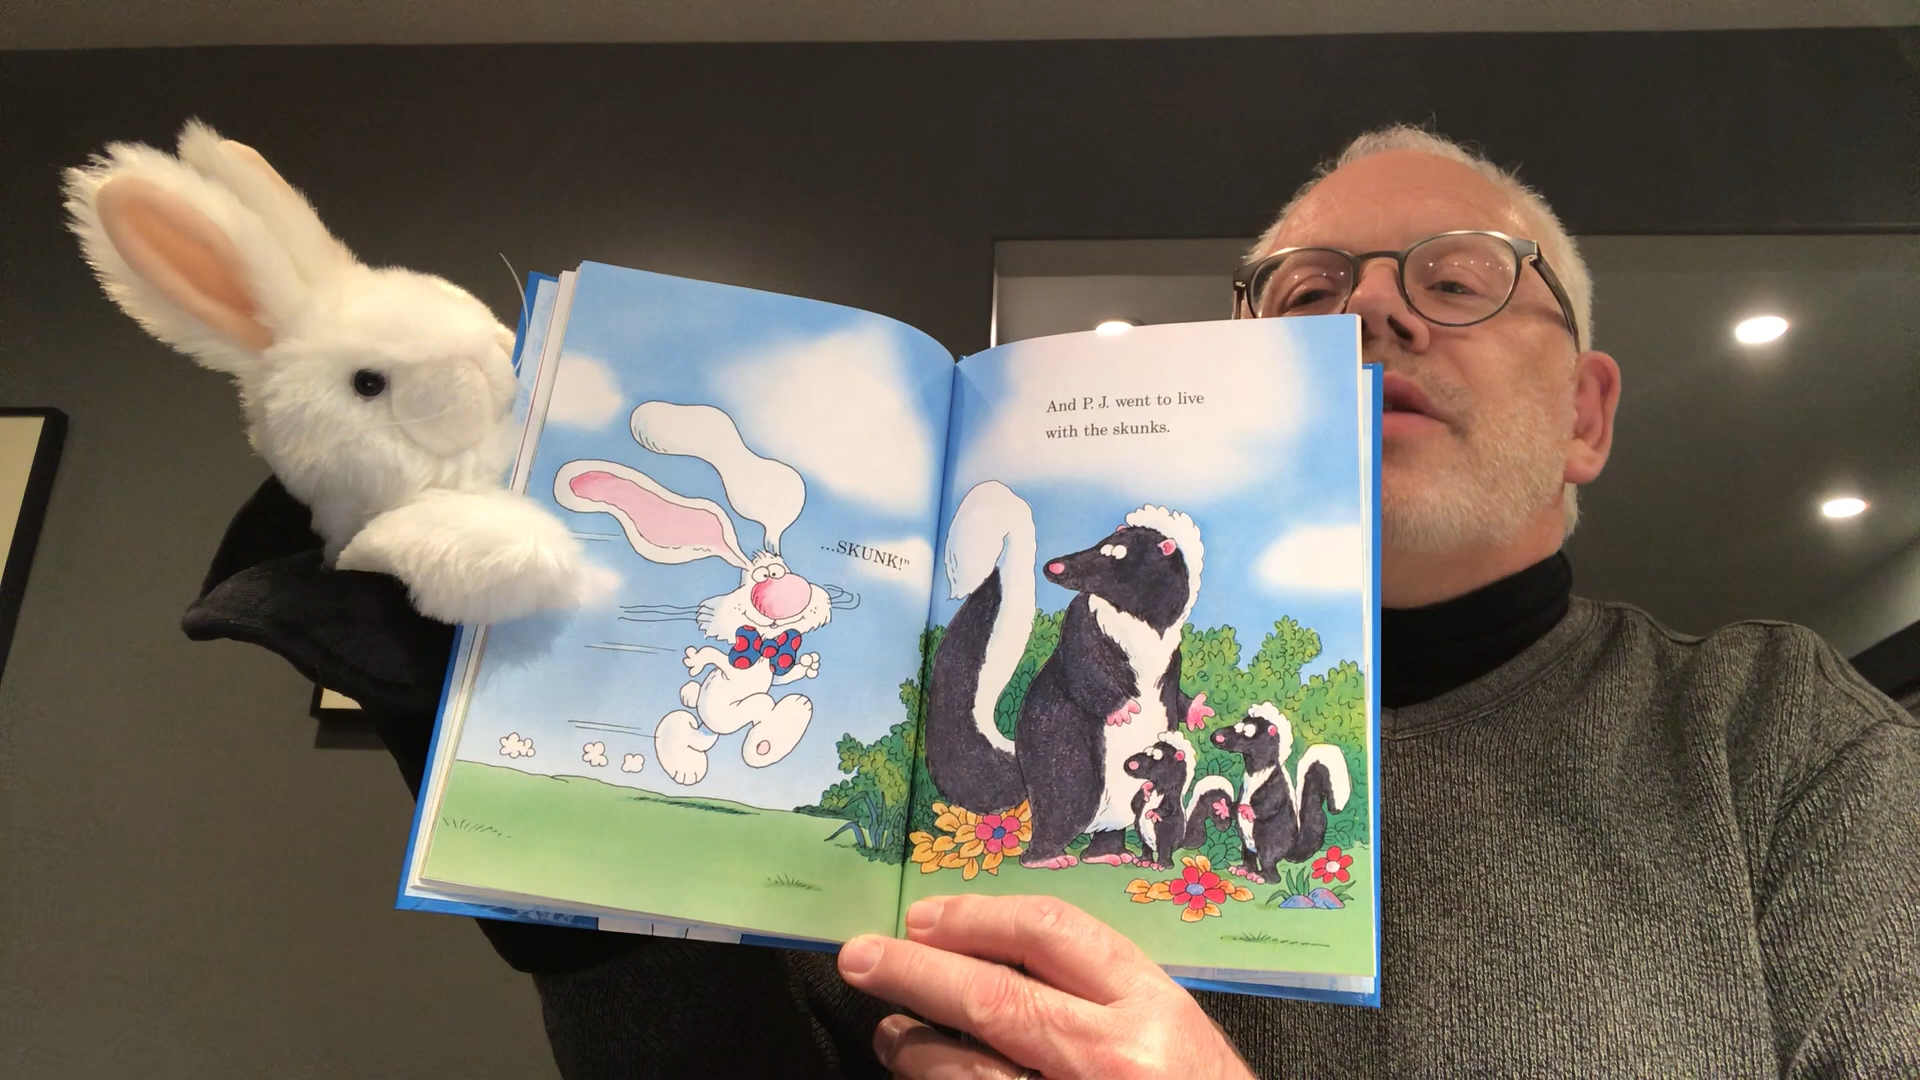 ...SKUNK!”
And P. J. went to live
with the skunks.